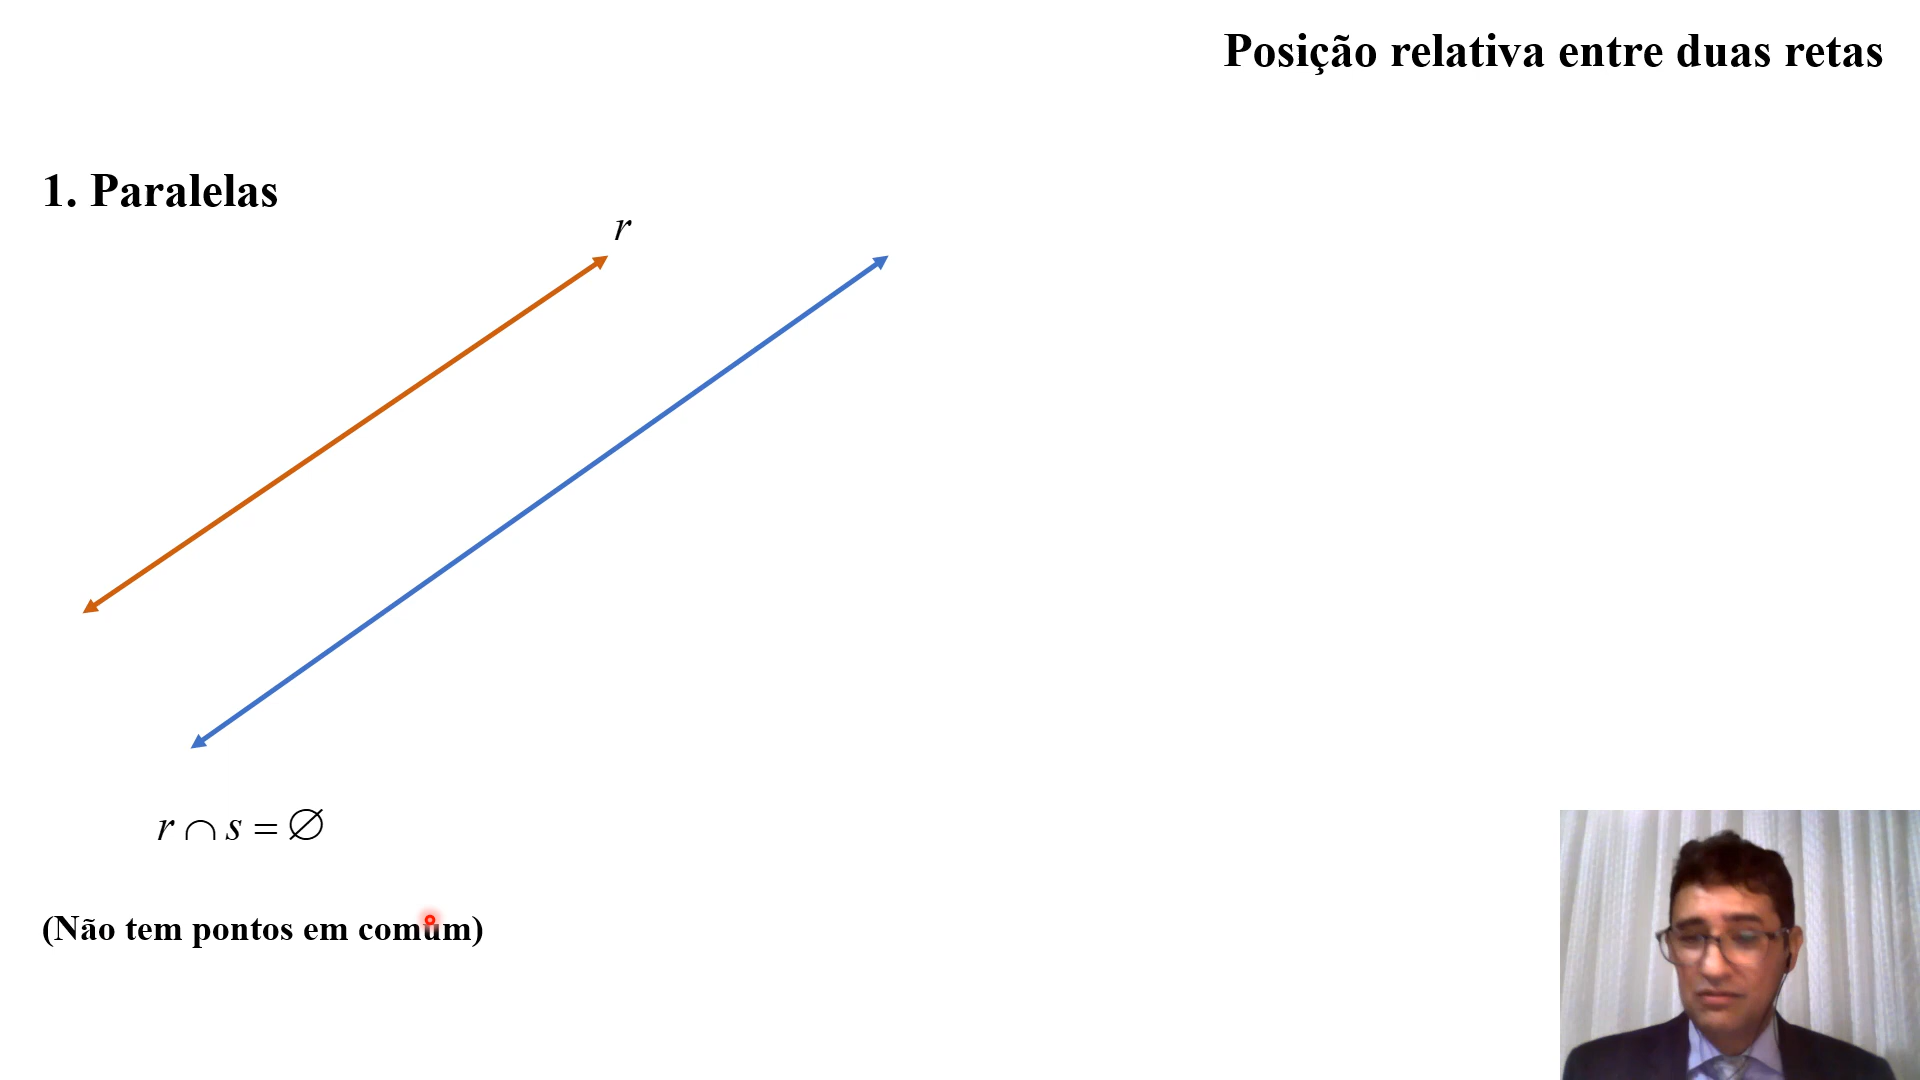 Posição relativa entre duas retas
1. Paralelas
r
r ∩ s = ∅
(Não tem pontos em comum)